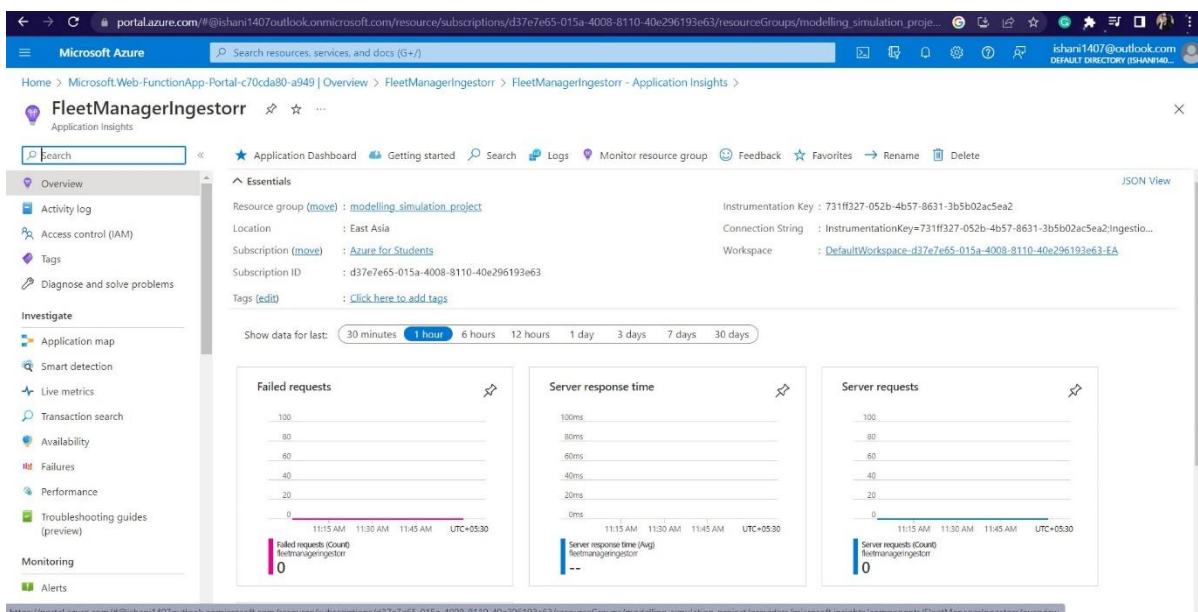 portal.azure.com/#@ishani1407outlook.onmicrosoft.com/resource/subscriptions/d37e7e65-015a-4008-8110-40e296193e63/resourceGroups/modelling_simulation_proje...
Microsoft Azure
Search resources, services, and docs (G+/)
ishani1407@outlook.com
DEFAULT DIRECTORY (ISHANI140...
Home > Microsoft.Web-FunctionApp-Portal-c70cda80-a949 | Overview > FleetManagerIngestorr > FleetManagerIngestorr - Application Insights >
FleetManagerIngestorr
Application Insights
Search
Application Dashboard Getting started Search Logs Monitor resource group Feedback Favorites Rename Delete
Overview
Activity log
Access control (IAM)
Tags
Diagnose and solve problems
Investigate
Application map
Smart detection
Live metrics
Transaction search
Availability
Failures
Performance
Troubleshooting guides
(preview)
Monitoring
Alerts
Essentials
JSON View
Resource group (move) : modelling_simulation_project
Location : East Asia
Subscription (move) : Azure for Students
Subscription ID : d37e7e65-015a-4008-8110-40e296193e63
Tags (edit) : Click here to add tags
Instrumentation Key : 731ff327-052b-4b57-8631-3b5b02ac5ea2
Connection String : InstrumentationKey=731ff327-052b-4b57-8631-3b5b02ac5ea2;Ingestio...
Workspace : DefaultWorkspace-d37e7e65-015a-4008-8110-40e296193e63-EA
Show data for last: 30 minutes 1 hour 6 hours 12 hours 1 day 3 days 7 days 30 days
Failed requests
100
80
60
40
20
0
11:15 AM 11:30 AM 11:45 AM UTC+05:30
Failed requests (Count)
fleetmanageringestorr
0
Server response time
100ms
80ms
60ms
40ms
20ms
0ms
11:15 AM 11:30 AM 11:45 AM UTC+05:30
Server response time (Avg)
fleetmanageringestorr
--
Server requests
100
80
60
40
20
0
11:15 AM 11:30 AM 11:45 AM UTC+05:30
Server requests (Count)
fleetmanageringestorr
0